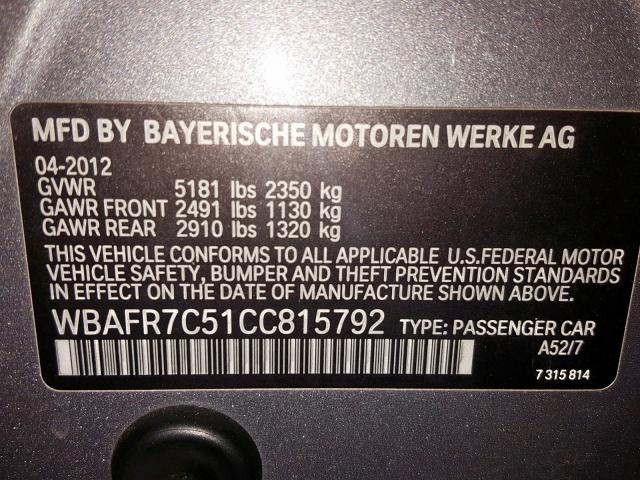 MFD BY BAYERISCHE MOTOREN WERKE AG
04-2012
GVWR 5181 lbs 2350 kg
GAWR FRONT 2491 lbs 1130 kg
GAWR REAR 2910 lbs 1320 kg
THIS VEHICLE CONFORMS TO ALL APPLICABLE U.S.FEDERAL MOTOR
VEHICLE SAFETY, BUMPER AND THEFT PREVENTION STANDARDS
IN EFFECT ON THE DATE OF MANUFACTURE SHOWN ABOVE.
WBAFR7C51CC815792 TYPE: PASSENGER CAR
A52/7
7 315 814